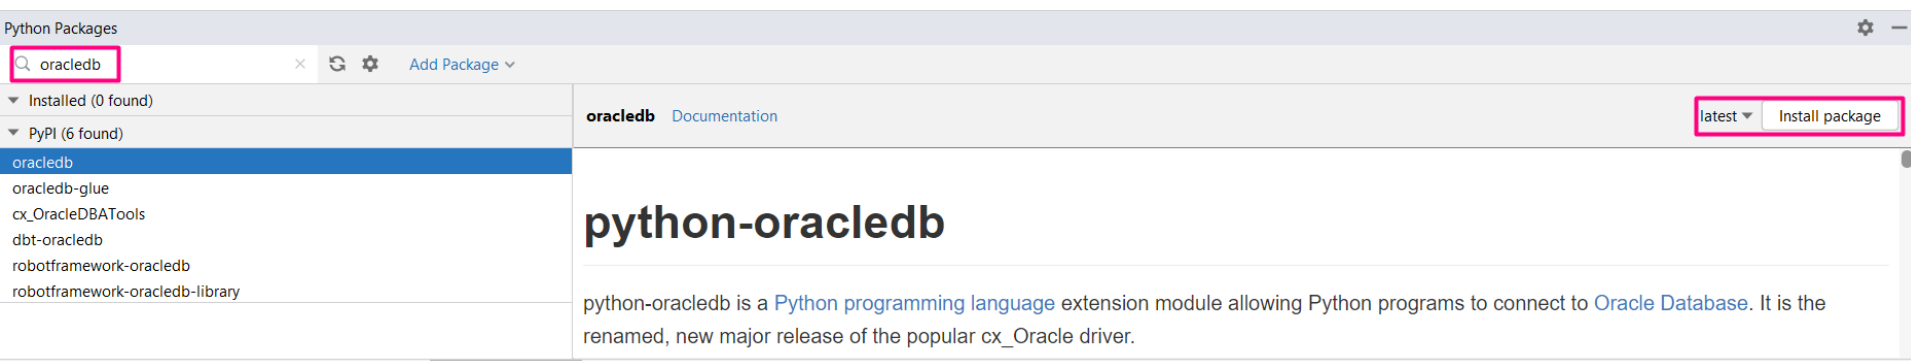 Python Packages
oracledb
Add Package
Installed (0 found)
oracledb Documentation
latest Install package
PyPI (6 found)
oracledb
oracledb-glue
cx_OracleDBATools
dbt-oracledb
robotframework-oracledb
robotframework-oracledb-library
python-oracledb
python-oracledb is a Python programming language extension module allowing Python programs to connect to Oracle Database. It is the
renamed, new major release of the popular cx_Oracle driver.